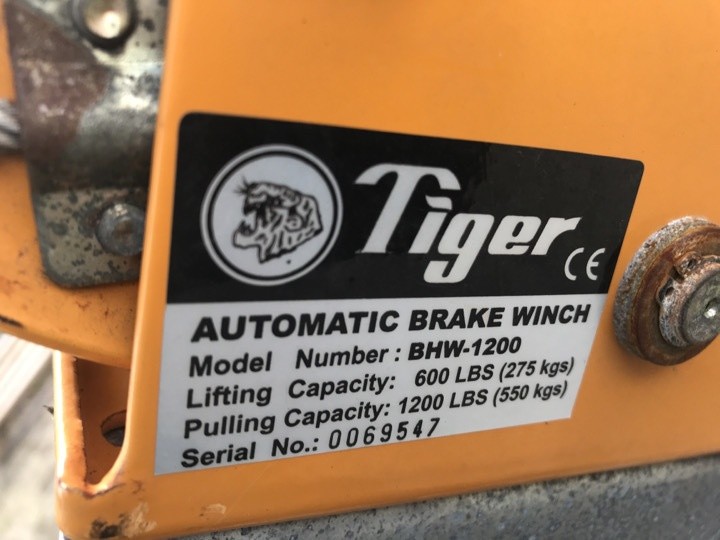 Tiger
CE
AUTOMATIC BRAKE WINCH
Model Number : BHW-1200
Lifting Capacity: 600 LBS (275 kgs)
Pulling Capacity: 1200 LBS (550 kgs)
Serial No.: 0069547